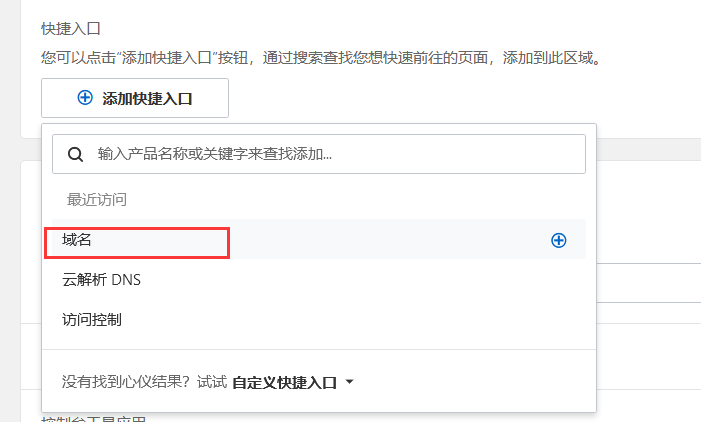 快捷入口
您可以点击“添加快捷入口”按钮，通过搜索查找您想快速前往的页面，添加到此区域。
添加快捷入口
输入产品名称或关键字来查找添加...
最近访问
域名
云解析 DNS
访问控制
没有找到心仪结果？试试 自定义快捷入口